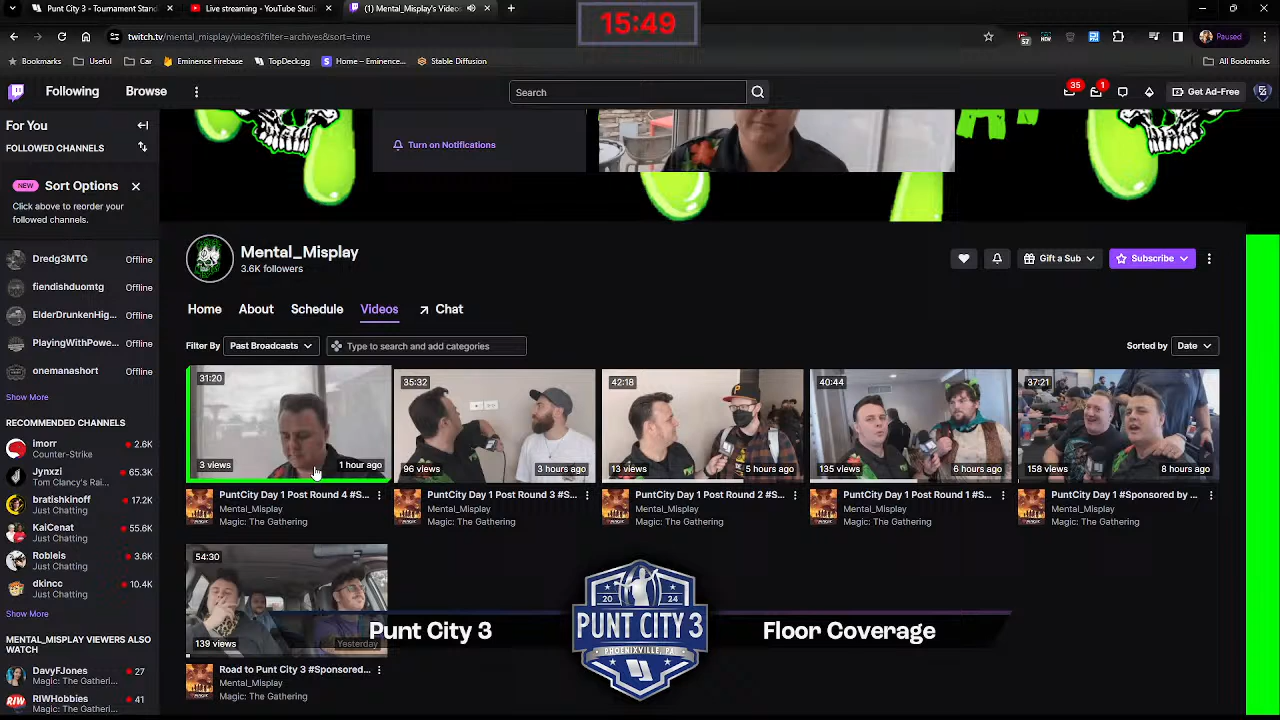 Punt City 3 - Tournament Stand
Live streaming - YouTube Studi
(1) Mental_Misplay's Videos
15:49
twitch.tv/mental_misplay/videos?filter=archives&sort=time
Paused
Bookmarks
Useful
Car
Eminence Firebase
TopDeck.gg
Home – Eminence...
Stable Diffusion
All Bookmarks
Following
Browse
Search
35
1
Get Ad-Free
For You
FOLLOWED CHANNELS
NEW
Sort Options
Click above to reorder your
followed channels.
Dredg3MTG
Offline
fiendishduomtg
Offline
ElderDrunkenHig...
Offline
PlayingWithPowe...
Offline
onemanashort
Offline
Show More
RECOMMENDED CHANNELS
imorr
2.6K
Counter-Strike
Jynxzi
65.3K
Tom Clancy's Rai...
bratishkinoff
17.2K
Just Chatting
KaiCenat
55.6K
Just Chatting
Robleis
3.6K
Just Chatting
dkincc
10.4K
Just Chatting
Show More
MENTAL_MISPLAY VIEWERS ALSO
WATCH
DavyFJones
27
Magic: The Gatheri...
RIWHobbies
41
Magic: The Gatheri...
Turn on Notifications
Mental_Misplay
3.6K followers
Gift a Sub
Subscribe
Home
About
Schedule
Videos
Chat
Filter By
Past Broadcasts
Type to search and add categories
Sorted by
Date
31:20
3 views
1 hour ago
PuntCity Day 1 Post Round 4 #S...
Mental_Misplay
Magic: The Gathering
35:32
96 views
3 hours ago
PuntCity Day 1 Post Round 3 #S...
Mental_Misplay
Magic: The Gathering
42:18
13 views
5 hours ago
PuntCity Day 1 Post Round 2 #S...
Mental_Misplay
Magic: The Gathering
40:44
135 views
6 hours ago
PuntCity Day 1 Post Round 1 #S...
Mental_Misplay
Magic: The Gathering
37:21
158 views
8 hours ago
PuntCity Day 1 #Sponsored by ...
Mental_Misplay
Magic: The Gathering
54:30
139 views
Yesterday
Road to Punt City 3 #Sponsored...
Mental_Misplay
Magic: The Gathering
Punt City 3
20 24
PUNT CITY 3
PHOENIXVILLE, PA
Floor Coverage